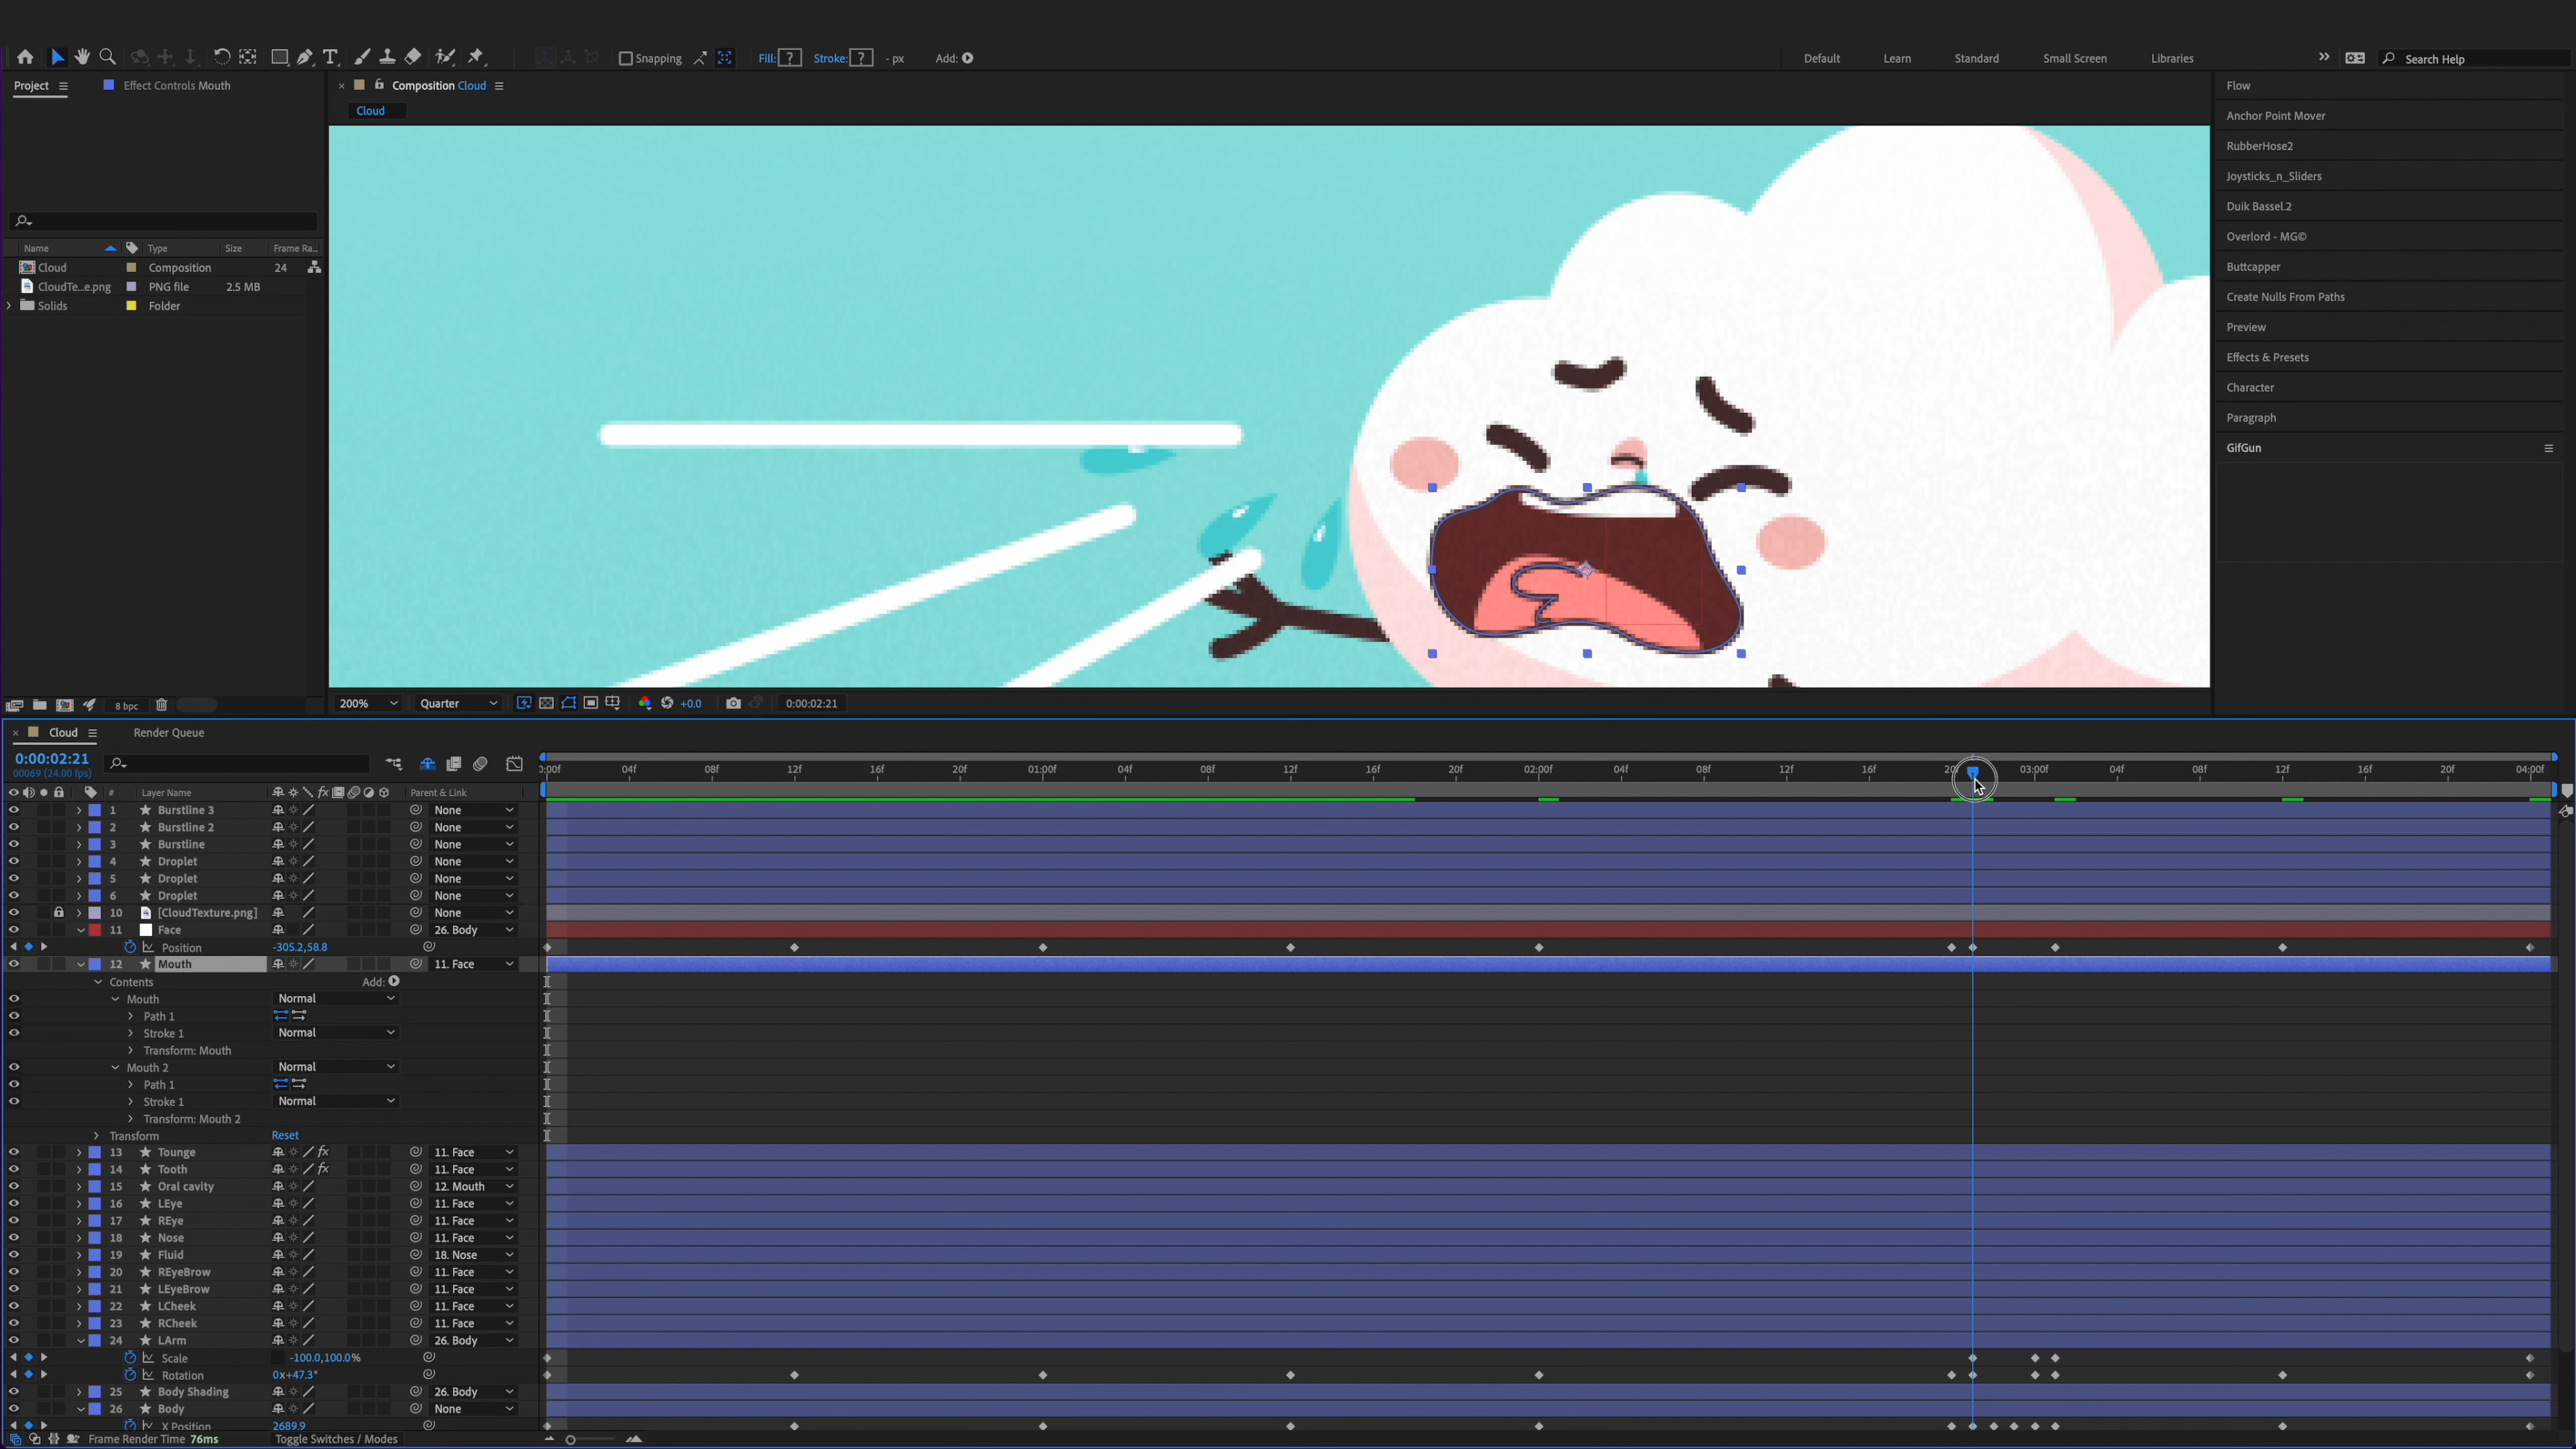 Snapping Fill: ? Stroke: ? - px Add: Default Learn Standard Small Screen Libraries Search Help
Project Effect Controls Mouth
Composition Cloud
Cloud
Name Type Size Frame Ra...
Cloud Composition 24
CloudTe...e.png PNG file 2.5 MB
Solids Folder
8 bpc
200% Quarter +0.0 0:00:02:21
Flow
Anchor Point Mover
RubberHose2
Joysticks_n_Sliders
Duik Bassel.2
Overlord - MG©
Buttcapper
Create Nulls From Paths
Preview
Effects & Presets
Character
Paragraph
GifGun
Cloud Render Queue
0:00:02:21
00069 (24.00 fps)
0:00f 04f 08f 12f 16f 20f 01:00f 04f 08f 12f 16f 20f 02:00f 04f 08f 12f 16f 20 03:00f 04f 08f 12f 16f 20f 04:00f
# Layer Name fx Parent & Link
1 Burstline 3 None
2 Burstline 2 None
3 Burstline None
4 Droplet None
5 Droplet None
6 Droplet None
10 [CloudTexture.png] None
11 Face 26. Body
Position -305.2,58.8
12 Mouth 11. Face
Contents Add:
Mouth Normal
Path 1
Stroke 1 Normal
Transform: Mouth
Mouth 2 Normal
Path 1
Stroke 1 Normal
Transform: Mouth 2
Transform Reset
13 Tounge fx 11. Face
14 Tooth fx 11. Face
15 Oral cavity 12. Mouth
16 LEye 11. Face
17 REye 11. Face
18 Nose 11. Face
19 Fluid 18. Nose
20 REyeBrow 11. Face
21 LEyeBrow 11. Face
22 LCheek 11. Face
23 RCheek 11. Face
24 LArm 26. Body
Scale -100.0,100.0%
Rotation 0x+47.3°
25 Body Shading 26. Body
26 Body None
X Position 2689.9
Frame Render Time 76ms Toggle Switches / Modes